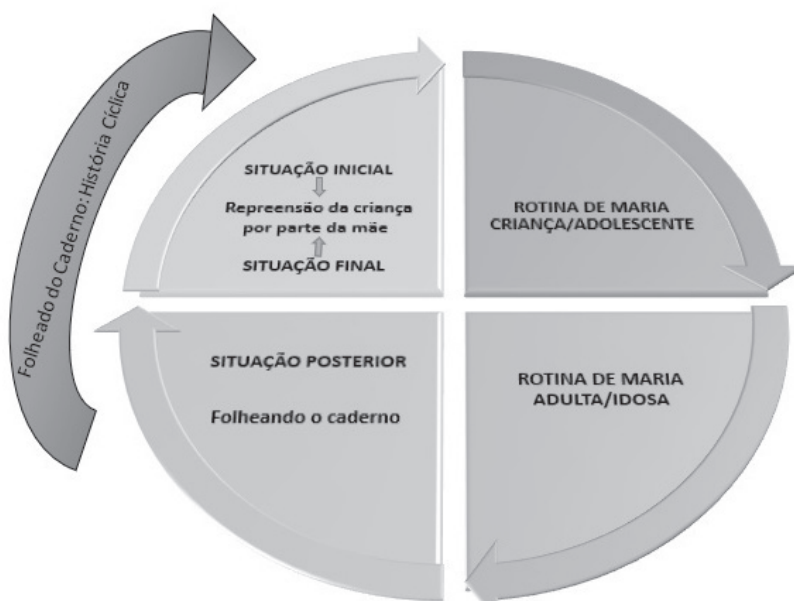 Folheado do Caderno: História Cíclica
SITUAÇÃO INICIAL
Repreensão da criança
por parte da mãe
SITUAÇÃO FINAL
ROTINA DE MARIA
CRIANÇA/ADOLESCENTE
SITUAÇÃO POSTERIOR
Folheando o caderno
ROTINA DE MARIA
ADULTA/IDOSA